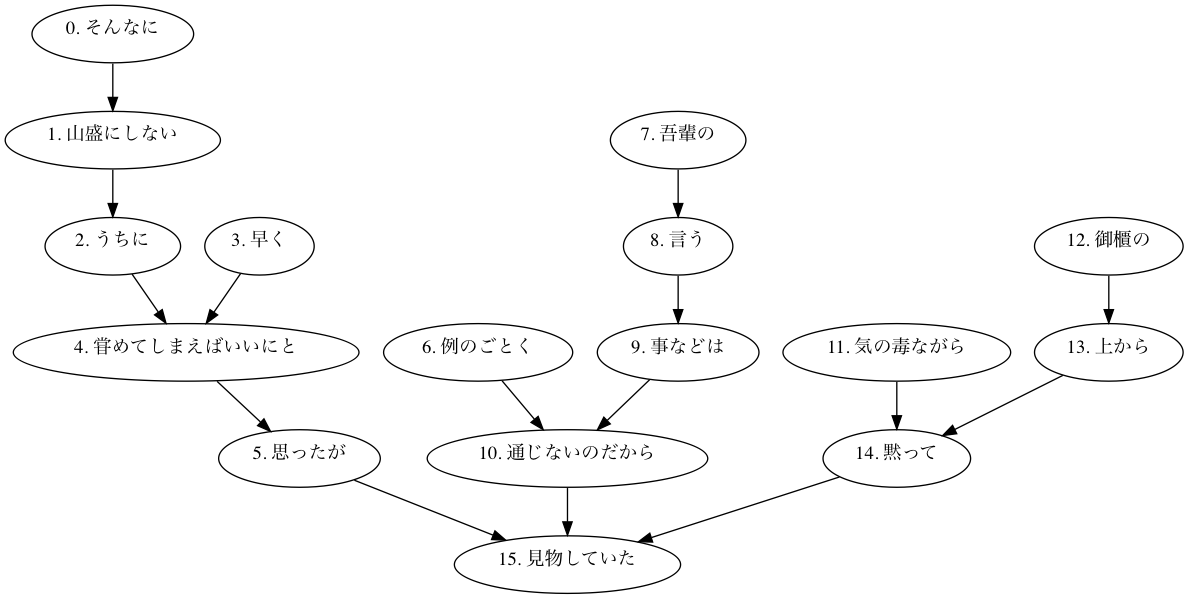 0. そんなに
1. 山盛にしない
7. 吾輩の
2. うちに
3. 早く
8. 言う
12. 御櫃の
4. 甞めてしまえばいいにと
6. 例のごとく
9. 事などは
11. 気の毒ながら
13. 上から
5. 思ったが
10. 通じないのだから
14. 黙って
15. 見物していた